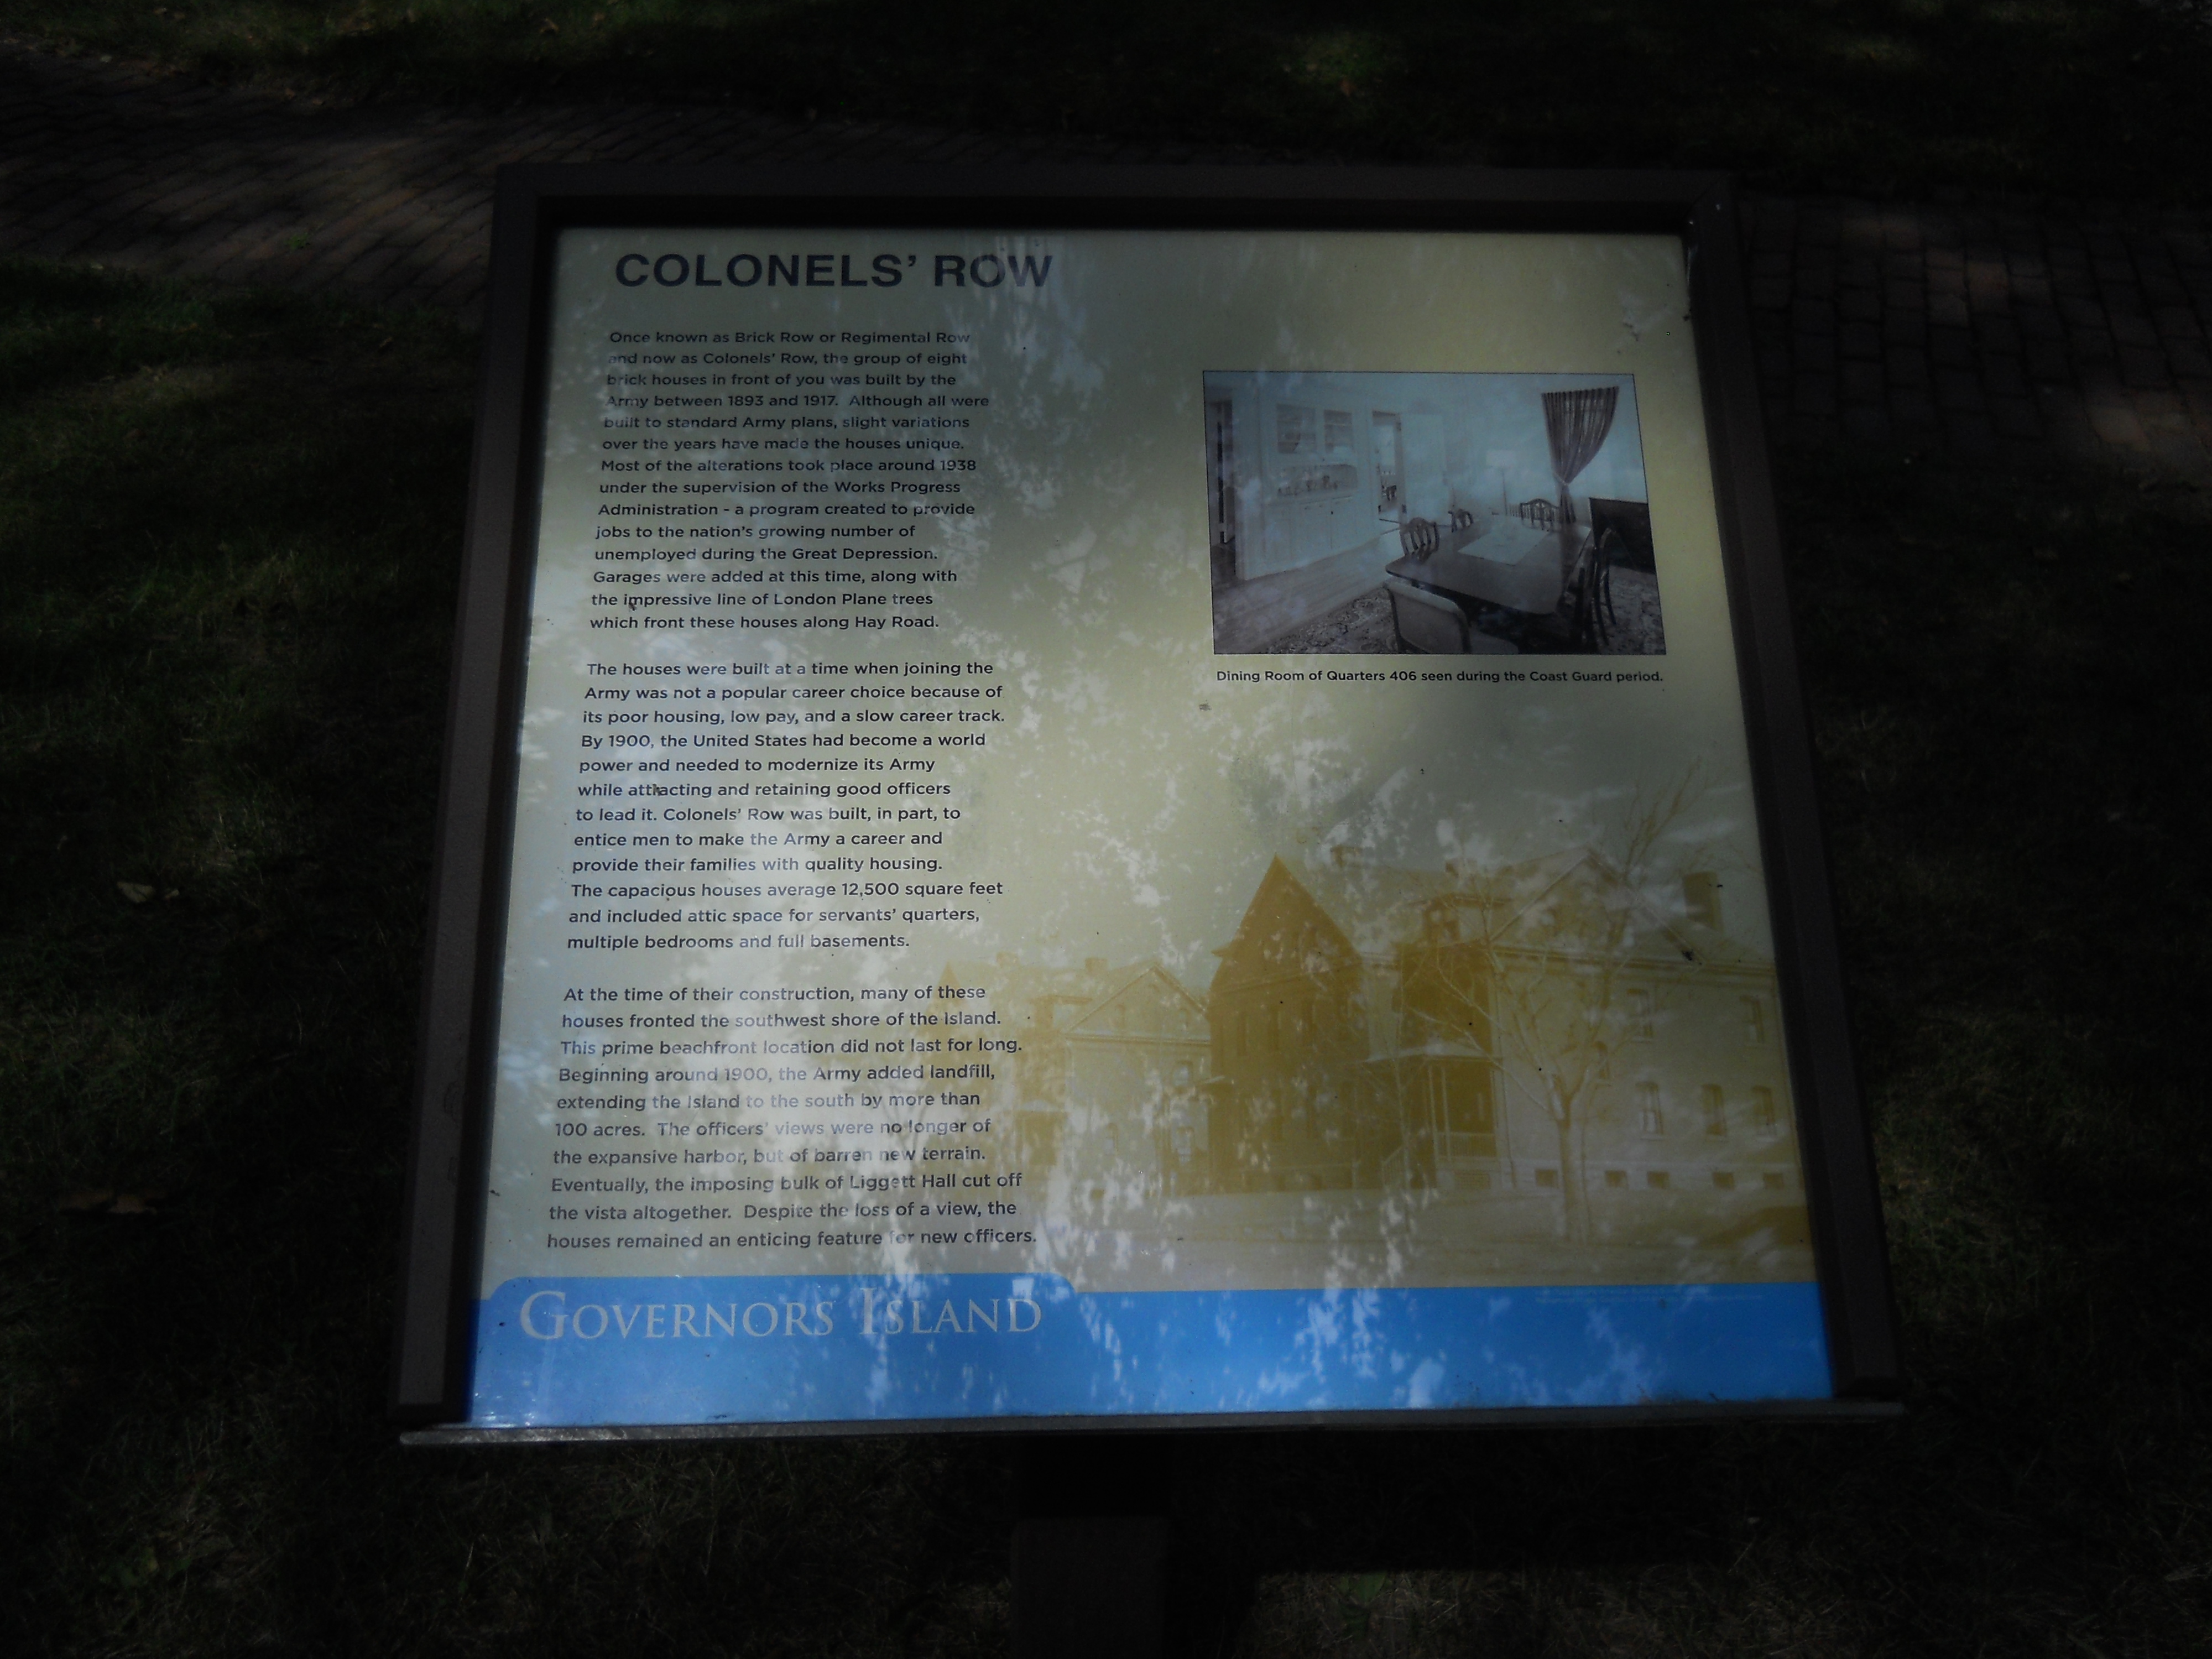 COLONELS' ROW
Once known as Brick Row or Regimental Row
and now as Colonels' Row, the group of eight
brick houses in front of you was built by the
Army between 1893 and 1917. Although all were
built to standard Army plans, slight variations
over the years have made the houses unique.
Most of the alterations took place around 1938
under the supervision of the Works Progress
Administration - a program created to provide
jobs to the nation's growing number of
unemployed during the Great Depression.
Garages were added at this time, along with
the impressive line of London Plane trees
which front these houses along Hay Road.
The houses were built at a time when joining the
Army was not a popular career choice because of
its poor housing, low pay, and a slow career track.
By 1900, the United States had become a world
power and needed to modernize its Army
while attracting and retaining good officers
to lead it. Colonels' Row was built, in part, to
entice men to make the Army a career and
provide their families with quality housing.
The capacious houses average 12,500 square feet
and included attic space for servants' quarters,
multiple bedrooms and full basements.
At the time of their construction, many of these
houses fronted the southwest shore of the Island.
This prime beachfront location did not last for long.
Beginning around 1900, the Army added landfill,
extending the Island to the south by more than
100 acres. The officers' views were no longer of
the expansive harbor, but of barren new terrain.
Eventually, the imposing bulk of Liggett Hall cut off
the vista altogether. Despite the loss of a view, the
houses remained an enticing feature for new officers.
Dining Room of Quarters 406 seen during the Coast Guard period.
GOVERNORS ISLAND